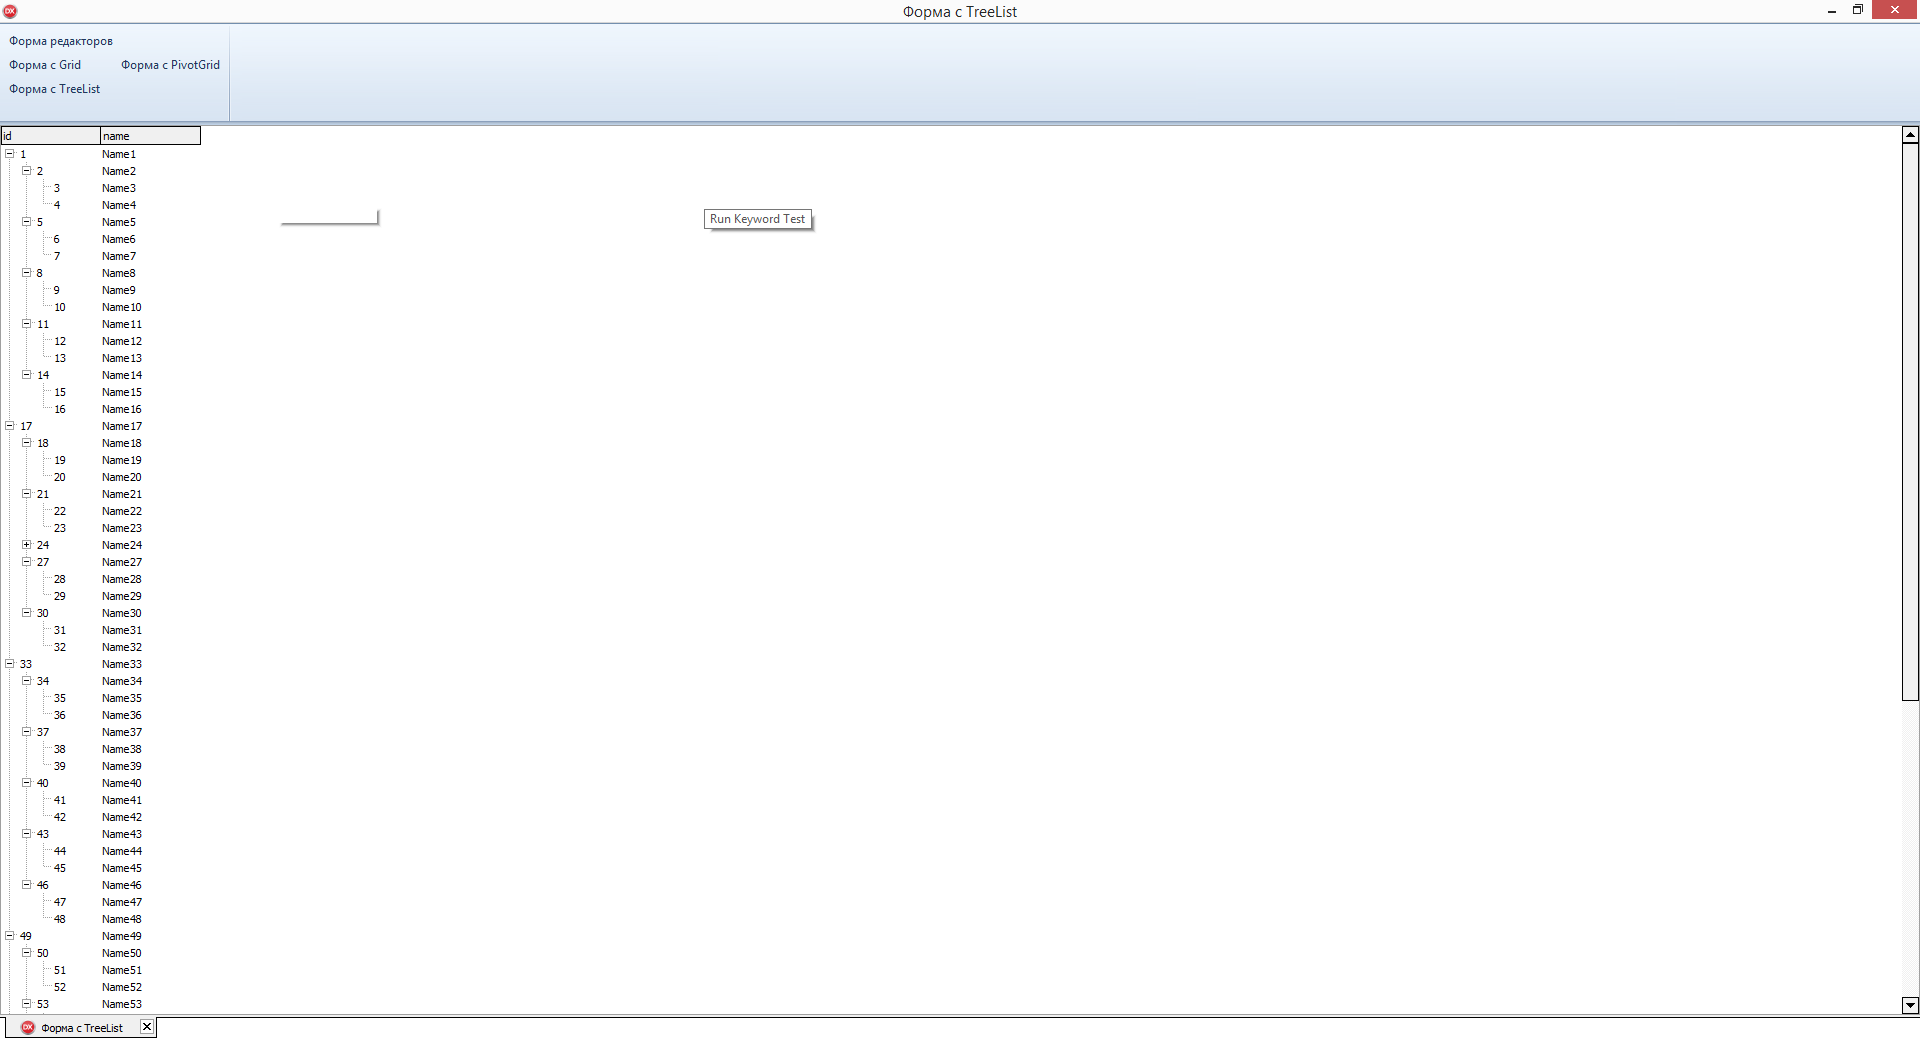 Форма с TreeList
Форма редакторов
Форма с Grid Форма с PivotGrid
Форма с TreeList
id name
1 Name1
2 Name2
3 Name3
4 Name4
5 Name5
6 Name6
7 Name7
8 Name8
9 Name9
10 Name10
11 Name11
12 Name12
13 Name13
14 Name14
15 Name15
16 Name16
17 Name17
18 Name18
19 Name19
20 Name20
21 Name21
22 Name22
23 Name23
24 Name24
27 Name27
28 Name28
29 Name29
30 Name30
31 Name31
32 Name32
33 Name33
34 Name34
35 Name35
36 Name36
37 Name37
38 Name38
39 Name39
40 Name40
41 Name41
42 Name42
43 Name43
44 Name44
45 Name45
46 Name46
47 Name47
48 Name48
49 Name49
50 Name50
51 Name51
52 Name52
53 Name53
Run Keyword Test
DX Форма с TreeList